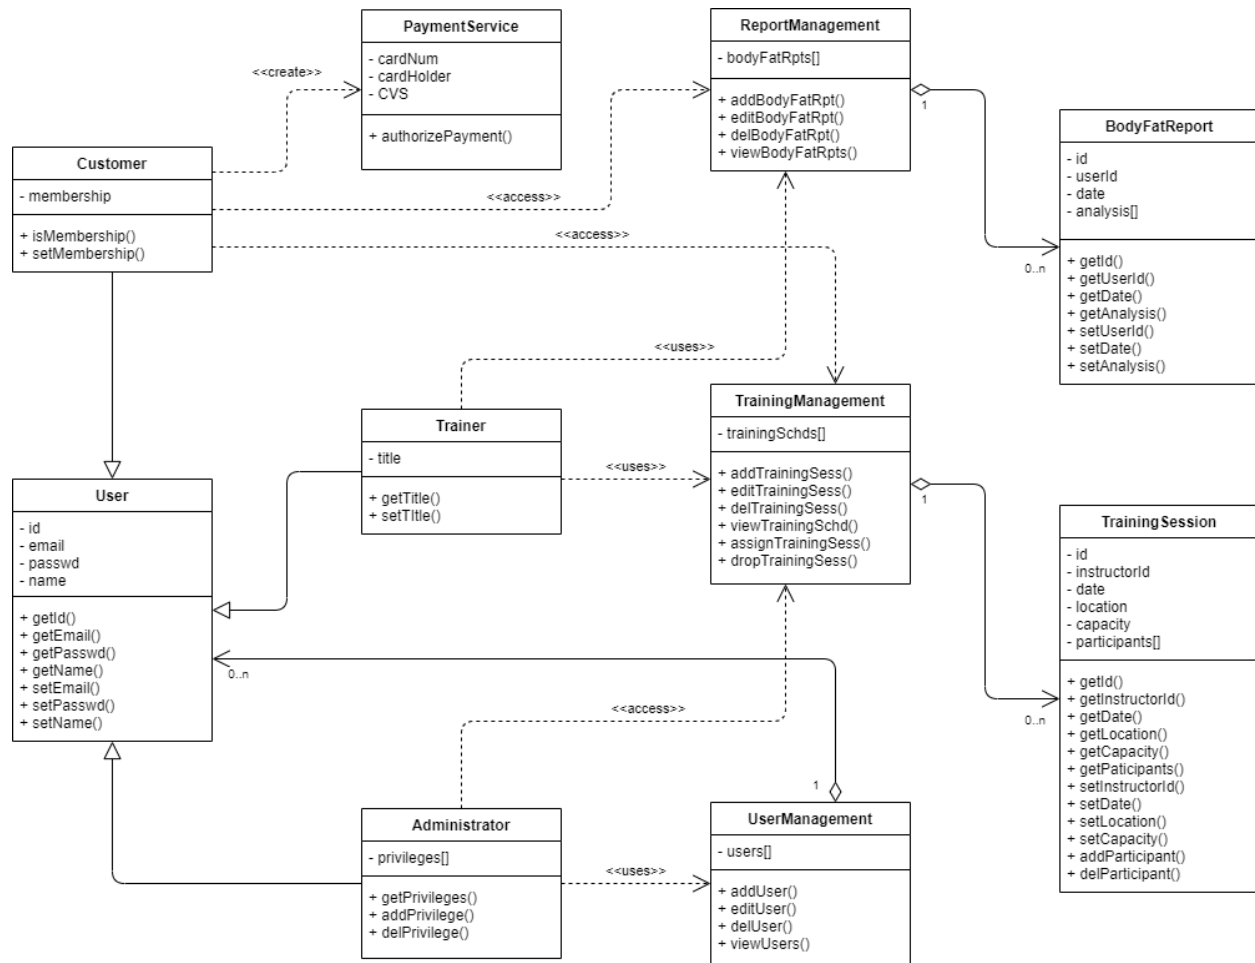 PaymentService
- cardNum
- cardHolder
- CVS
+ authorizePayment()
ReportManagement
- bodyFatRpts[]
+ addBodyFatRpt()
+ editBodyFatRpt()
+ delBodyFatRpt()
+ viewBodyFatRpts()
<<create>>
1
BodyFatReport
- id
- userId
- date
- analysis[]
+ getId()
+ getUserId()
+ getDate()
+ getAnalysis()
+ setUserId()
+ setDate()
+ setAnalysis()
0..n
Customer
- membership
+ isMembership()
+ setMembership()
<<access>>
<<access>>
<<uses>>
Trainer
- title
+ getTitle()
+ setTItle()
<<uses>>
TrainingManagement
- trainingSchds[]
+ addTrainingSess()
+ editTrainingSess()
+ delTrainingSess()
+ viewTrainingSchd()
+ assignTrainingSess()
+ dropTrainingSess()
1
User
- id
- email
- passwd
- name
+ getId()
+ getEmail()
+ getPasswd()
+ getName()
+ setEmail()
+ setPasswd()
+ setName()
0..n
TrainingSession
- id
- instructorId
- date
- location
- capacity
- participants[]
+ getId()
+ getInstructorId()
+ getDate()
+ getLocation()
+ getCapacity()
+ getPaticipants()
+ setInstructorId()
+ setDate()
+ setLocation()
+ setCapacity()
+ addParticipant()
+ delParticipant()
0..n
<<access>>
Administrator
- privileges[]
+ getPrivileges()
+ addPrivilege()
+ delPrivilege()
<<uses>>
1
UserManagement
- users[]
+ addUser()
+ editUser()
+ delUser()
+ viewUsers()